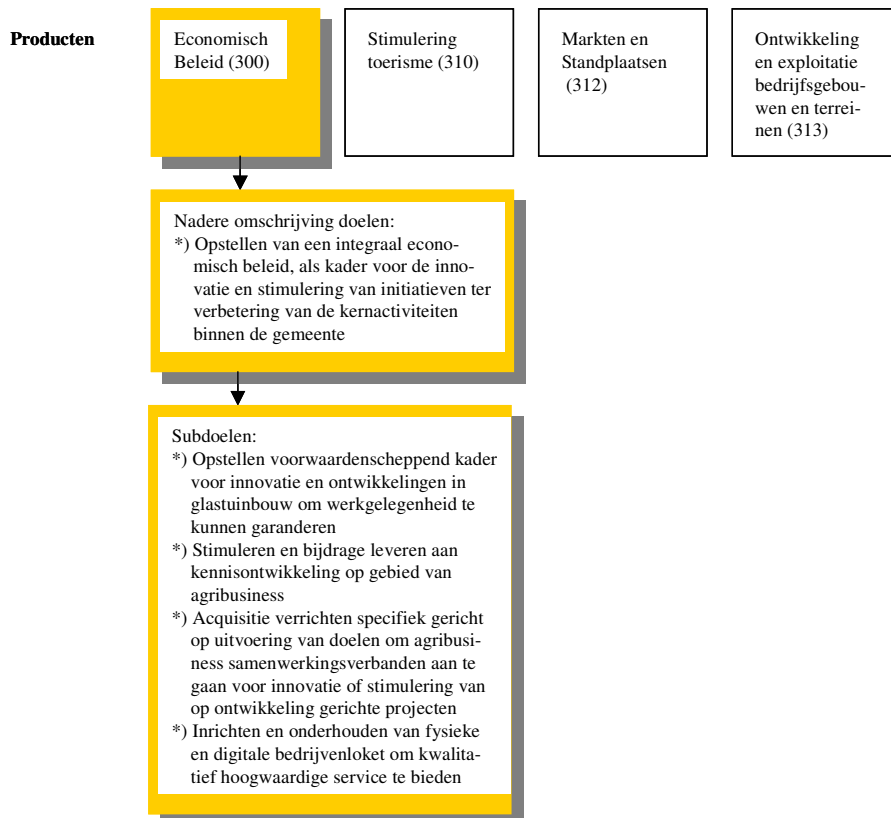 Producten
Economisch
Beleid (300)
Stimulering
toerisme (310)
Markten en
Standplaatsen
(312)
Ontwikkeling
en exploitatie
bedrijfsgebou-
wen en terrei-
nen (313)
Nadere omschrijving doelen:
*) Opstellen van een integraal econo-
misch beleid, als kader voor de inno-
vatie en stimulering van initiatieven ter
verbetering van de kernactiviteiten
binnen de gemeente
Subdoelen:
*) Opstellen voorwaardenscheppend kader
voor innovatie en ontwikkelingen in
glastuinbouw om werkgelegenheid te
kunnen garanderen
*) Stimuleren en bijdrage leveren aan
kennisontwikkeling op gebied van
agribusiness
*) Acquisitie verrichten specifiek gericht
op uitvoering van doelen om agribusi-
ness samenwerkingsverbanden aan te
gaan voor innovatie of stimulering van
op ontwikkeling gerichte projecten
*) Inrichten en onderhouden van fysieke
en digitale bedrijvenloket om kwalita-
tief hoogwaardige service te bieden